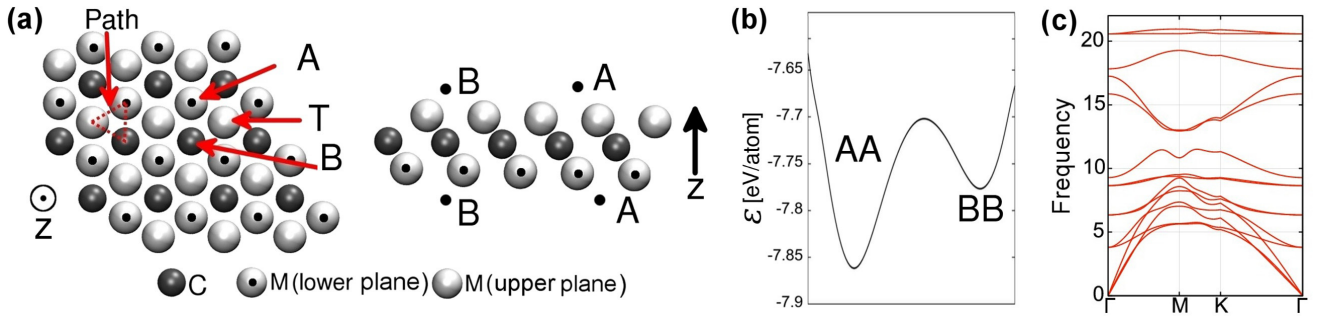 (a)
Path
A
T
B
Z
B
A
B
A
Z
C
M(lower plane)
M(upper plane)
(b)
ε [eV/atom]
-7.65
-7.7
-7.75
-7.8
-7.85
-7.9
AA
BB
(c)
Frequency
20
15
10
5
0
Γ
M
K
Γ